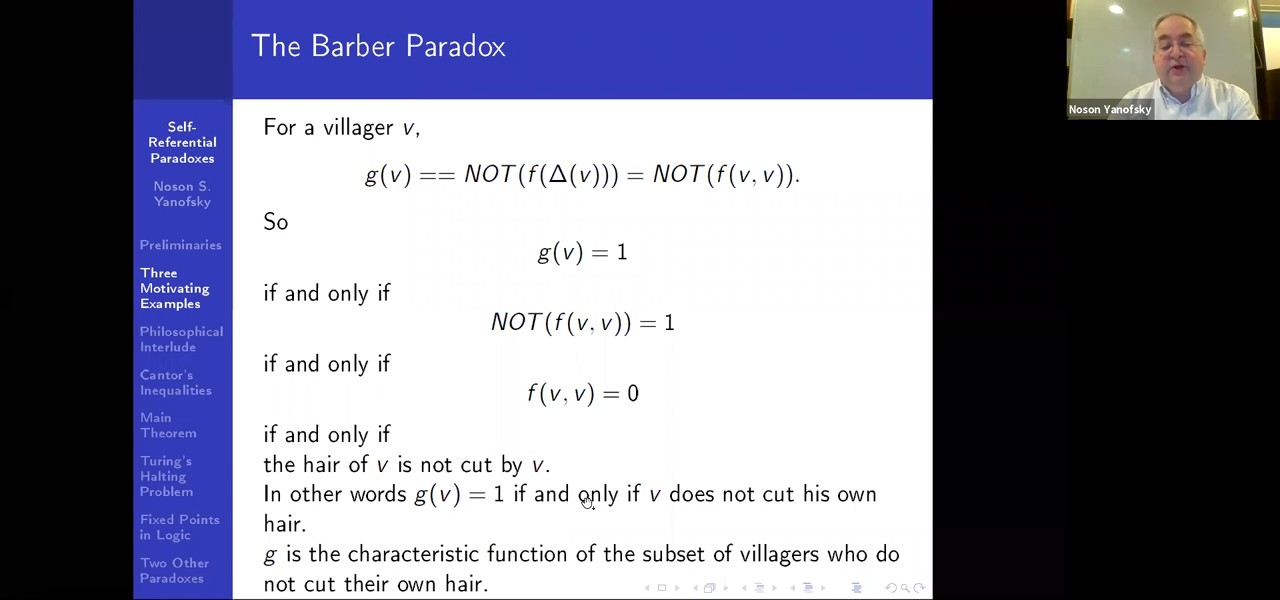 The Barber Paradox
Self-
Referential
Paradoxes
Noson S.
Yanofsky
Preliminaries
Three
Motivating
Examples
Philosophical
Interlude
Cantor's
Inequalities
Main
Theorem
Turing's
Halting
Problem
Fixed Points
in Logic
Two Other
Paradoxes
For a villager v,
g(v) == NOT(f(Δ(v))) = NOT(f(v, v)).
So
g(v) = 1
if and only if
NOT(f(v, v)) = 1
if and only if
f(v, v) = 0
if and only if
the hair of v is not cut by v.
In other words g(v) = 1 if and only if v does not cut his own
hair.
g is the characteristic function of the subset of villagers who do
not cut their own hair.
Noson Yanofsky